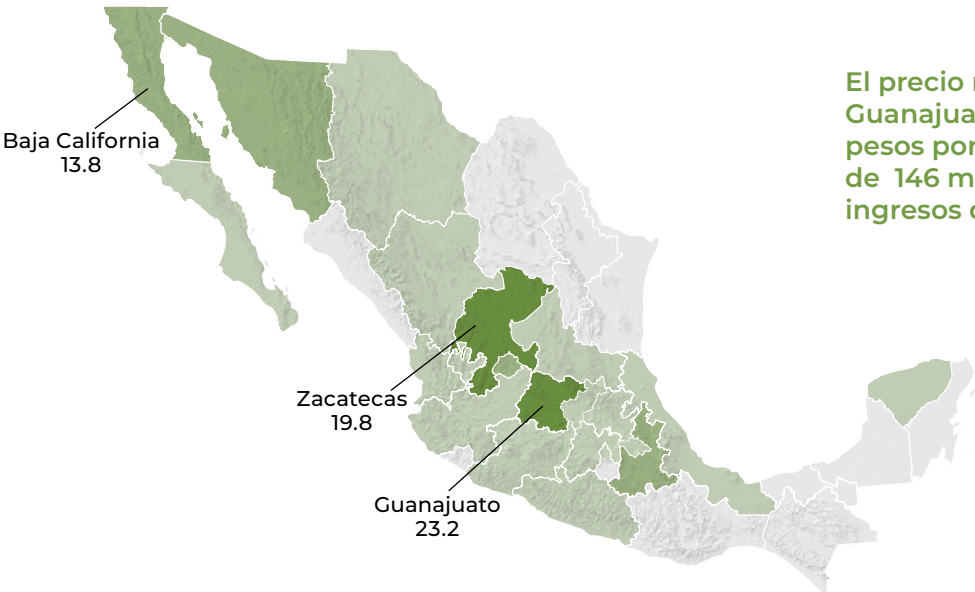 El precio
Guanajua
pesos por
de 146 m
ingresos
Baja California
13.8
Zacatecas
19.8
Guanajuato
23.2